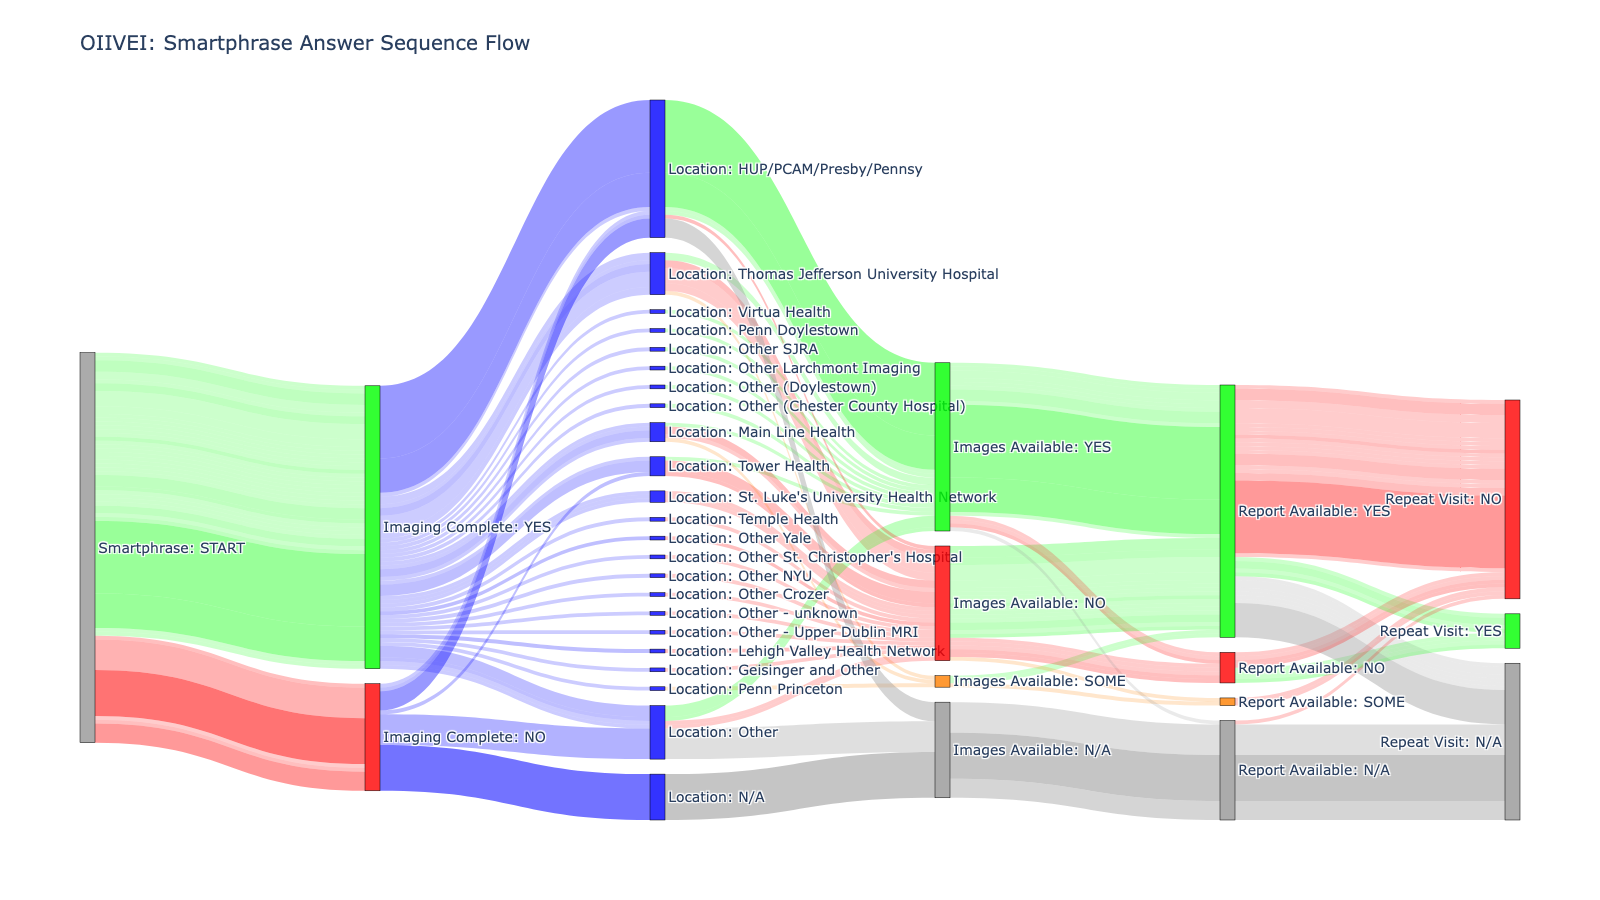 OIIVEI: Smartphrase Answer Sequence Flow
Smartphrase: START
Imaging Complete: YES
Imaging Complete: NO
Location: HUP/PCAM/Presby/Pennsy
Location: Thomas Jefferson University Hospital
Location: Virtua Health
Location: Penn Doylestown
Location: Other SJRA
Location: Other Larchmont Imaging
Location: Other (Doylestown)
Location: Other (Chester County Hospital)
Location: Main Line Health
Location: Tower Health
Location: St. Luke's University Health Network
Location: Temple Health
Location: Other Yale
Location: Other St. Christopher's Hospital
Location: Other NYU
Location: Other Crozer
Location: Other - unknown
Location: Other - Upper Dublin MRI
Location: Lehigh Valley Health Network
Location: Geisinger and Other
Location: Penn Princeton
Location: Other
Location: N/A
Images Available: YES
Images Available: NO
Images Available: SOME
Images Available: N/A
Report Available: YES
Report Available: NO
Report Available: SOME
Report Available: N/A
Repeat Visit: NO
Repeat Visit: YES
Repeat Visit: N/A